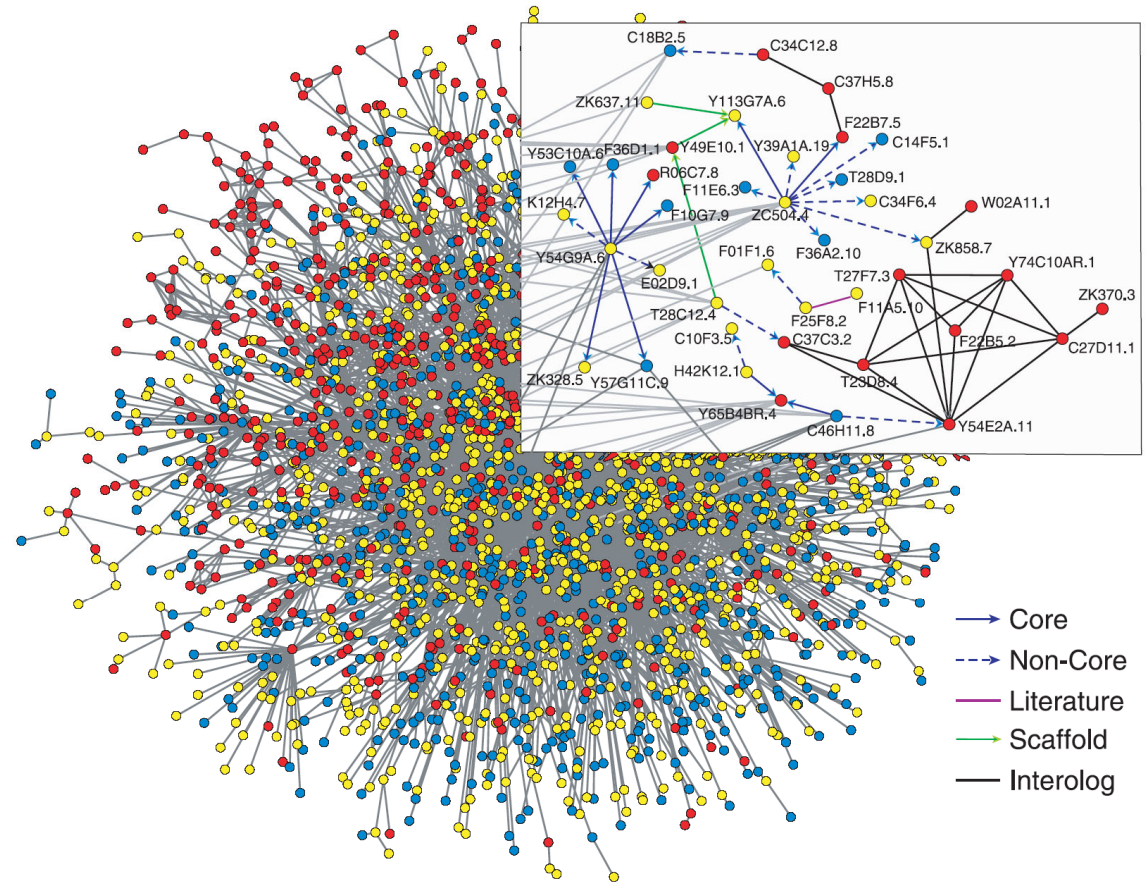 C18B2.5
C34C12.8
C37H5.8
ZK637.11
Y113G7A.6
F22B7.5
C14F5.1
Y39A1A.19
Y49E10.1
F36D1.1
Y53C10A.6
R06C7.8
F11E6.3
T28D9.1
C34F6.4
K12H4.7
F10G7.9
ZC504.4
W02A11.1
ZK858.7
F36A2.10
Y54G9A.6
F01F1.6
Y74C10AR.1
T27F7.3
E02D9.1
ZK370.3
F11A5.10
T28C12.4
F25F8.2
C10F3.5
C37C3.2
F22B5.2
C27D11.1
H42K12.1
T23D8.4
ZK328.5
Y57G11C.9
Y65B4BR.4
C46H11.8
Y54E2A.11
Core
Non-Core
Literature
Scaffold
Interolog